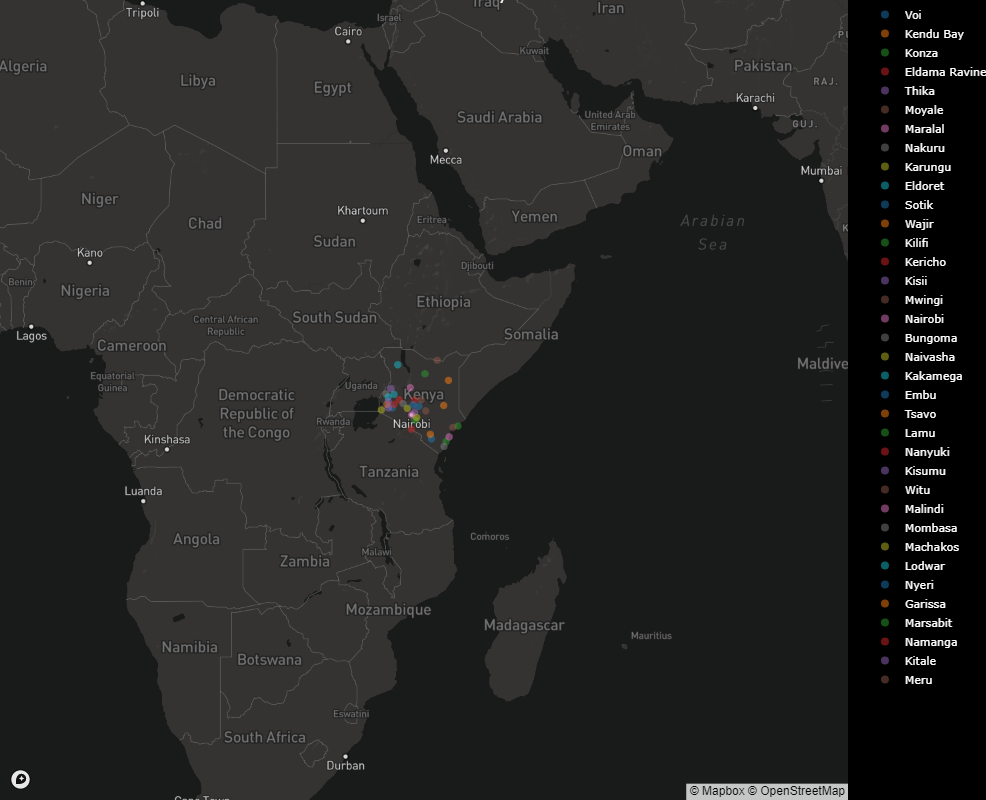 Tripoli
Israel
Iraq
Iran
Cairo
Kuwait
Algeria
Libya
Egypt
Pakistan
RAJ.
Karachi
Saudi Arabia
United Arab
Emirates
GUJ.
Oman
Mecca
Mumbai
Niger
Chad
Khartoum
Eritrea
Yemen
Arabian
Sea
Sudan
Kano
Djibouti
Benin
Nigeria
Ethiopia
Central African
Republic
South Sudan
Lagos
Cameroon
Somalia
Maldive
Equatorial
Guinea
Uganda
Kenya
Democratic
Republic of
the Congo
Rwanda
Nairobi
Kinshasa
Tanzania
Luanda
Angola
Comoros
Malawi
Zambia
Mozambique
Madagascar
Mauritius
Namibia
Botswana
Eswatini
South Africa
Durban
Cape Town
© Mapbox © OpenStreetMap
Voi
Kendu Bay
Konza
Eldama Ravine
Thika
Moyale
Maralal
Nakuru
Karungu
Eldoret
Sotik
Wajir
Kilifi
Kericho
Kisii
Mwingi
Nairobi
Bungoma
Naivasha
Kakamega
Embu
Tsavo
Lamu
Nanyuki
Kisumu
Witu
Malindi
Mombasa
Machakos
Lodwar
Nyeri
Garissa
Marsabit
Namanga
Kitale
Meru